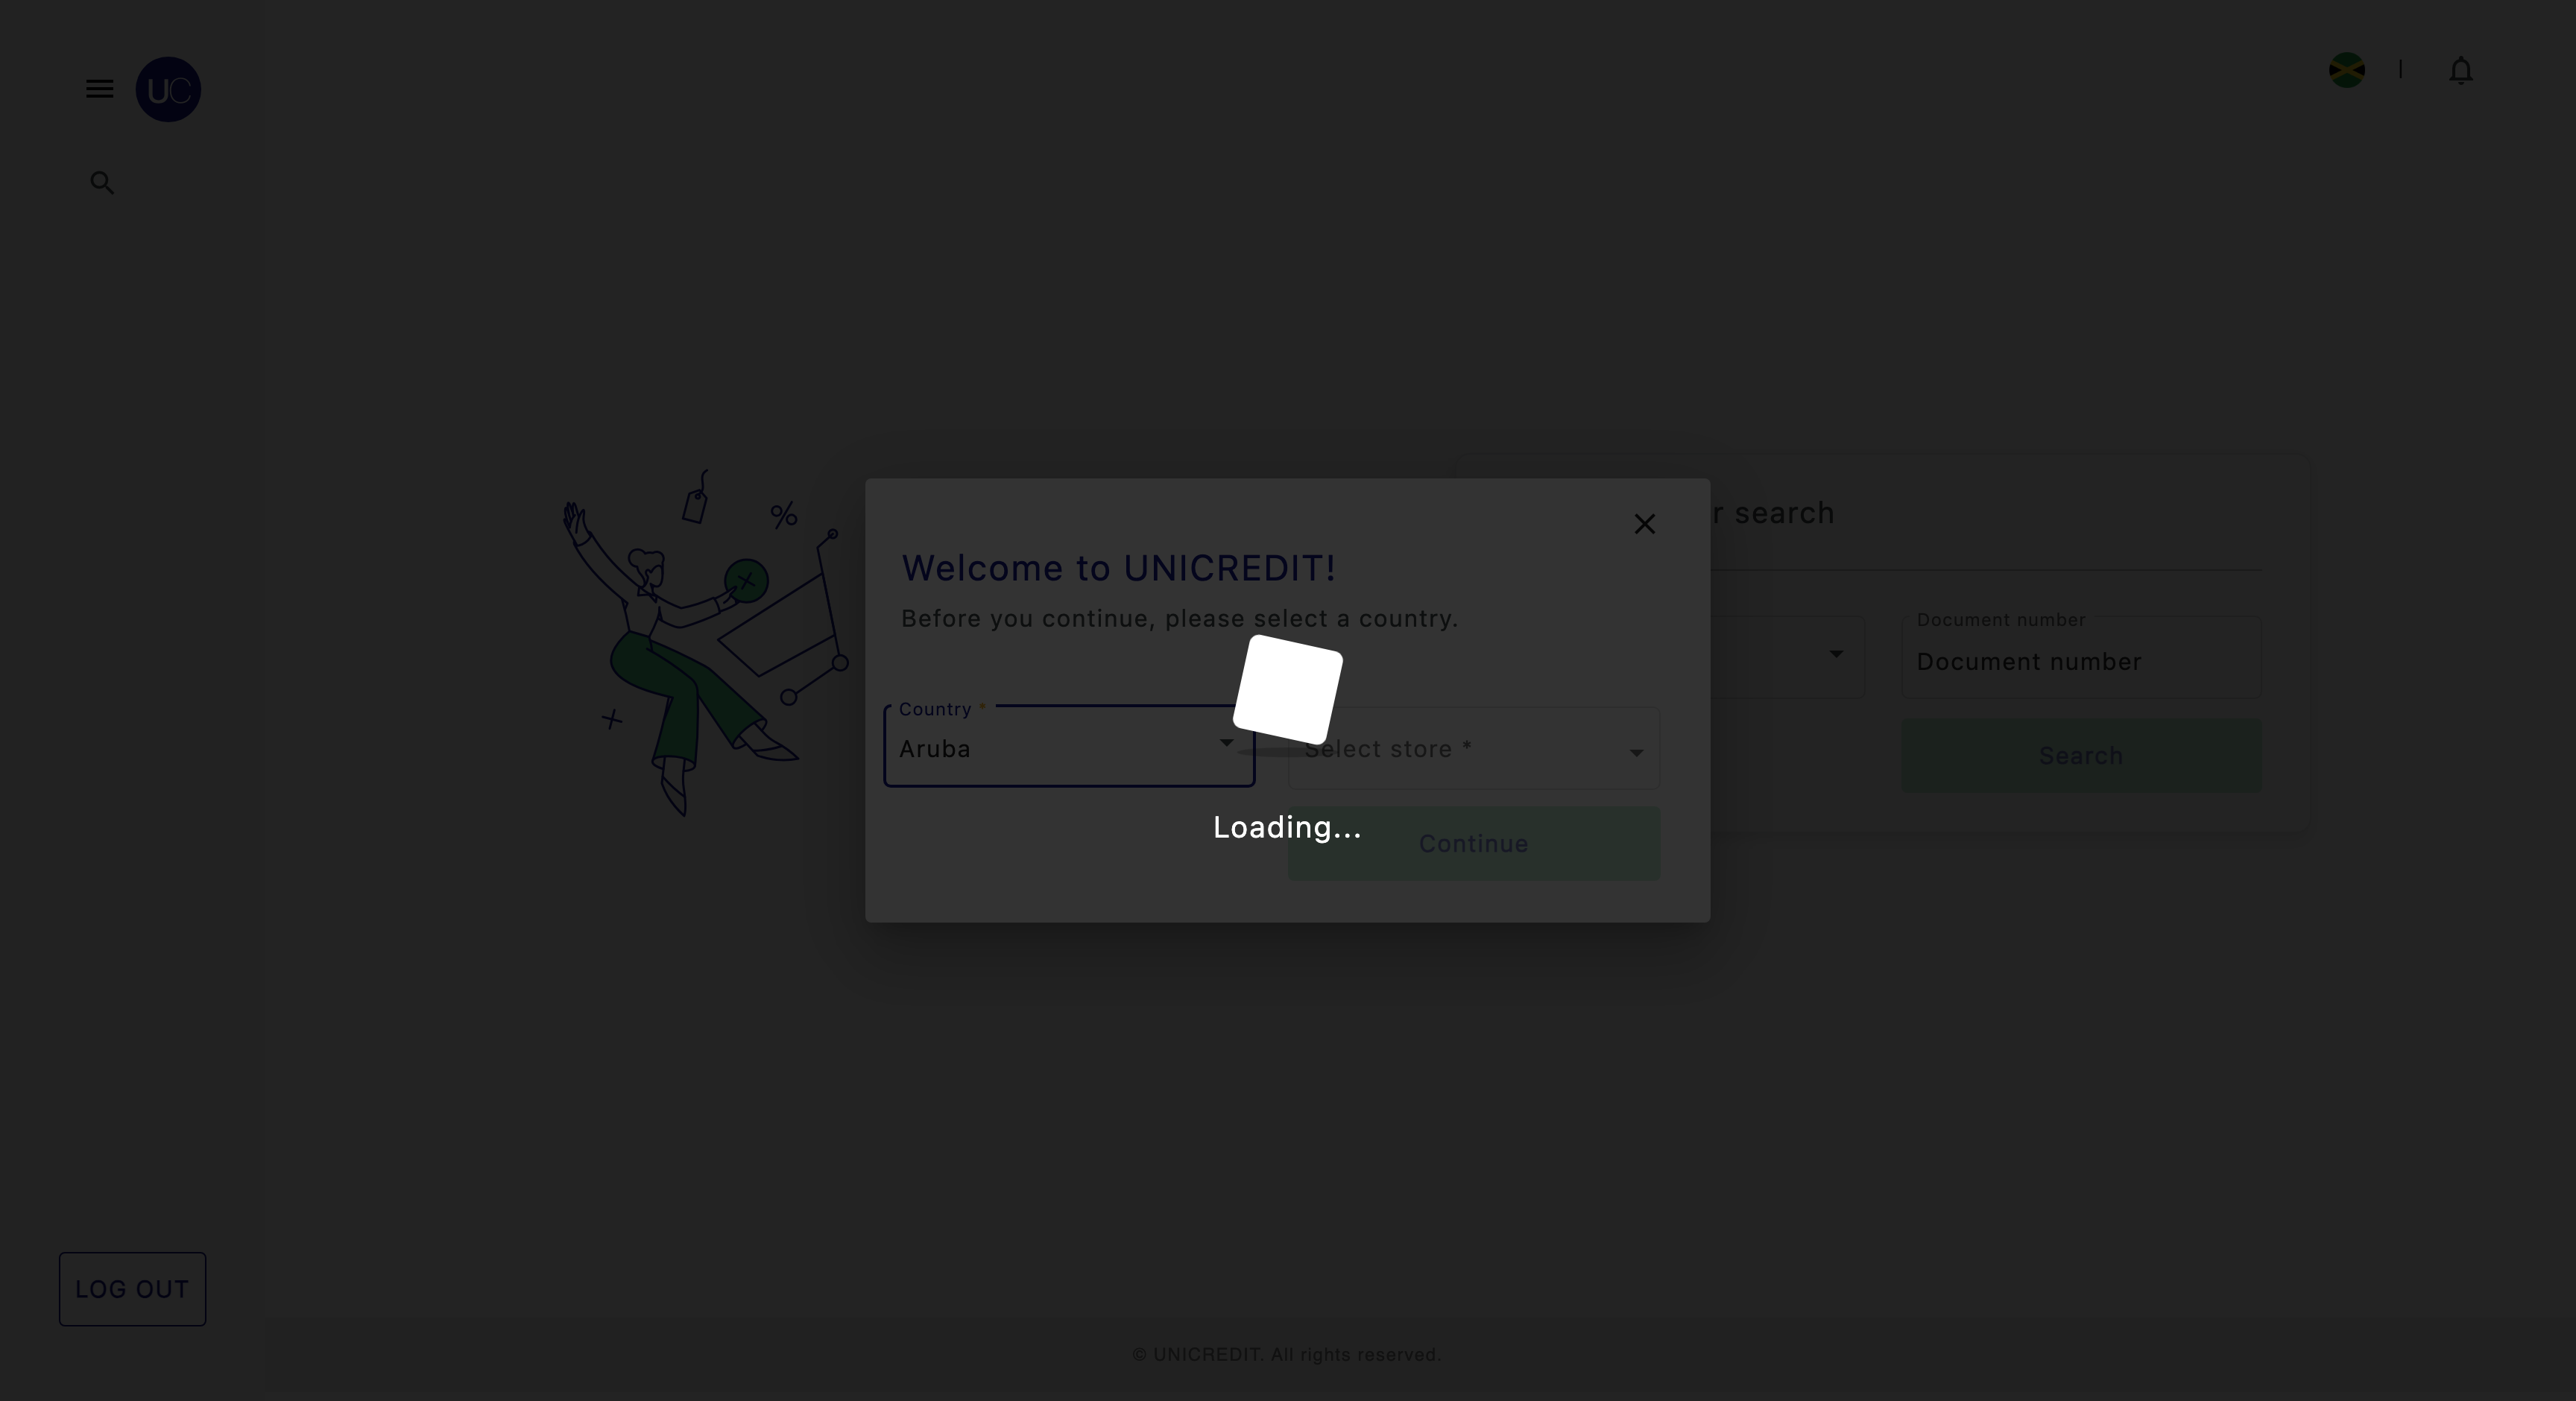 UC
r search
Welcome to UNICREDIT!
Before you continue, please select a country.
Document number
Document number
Country *
Aruba
Select store *
Search
Loading...
Continue
LOG OUT
© UNICREDIT. All rights reserved.